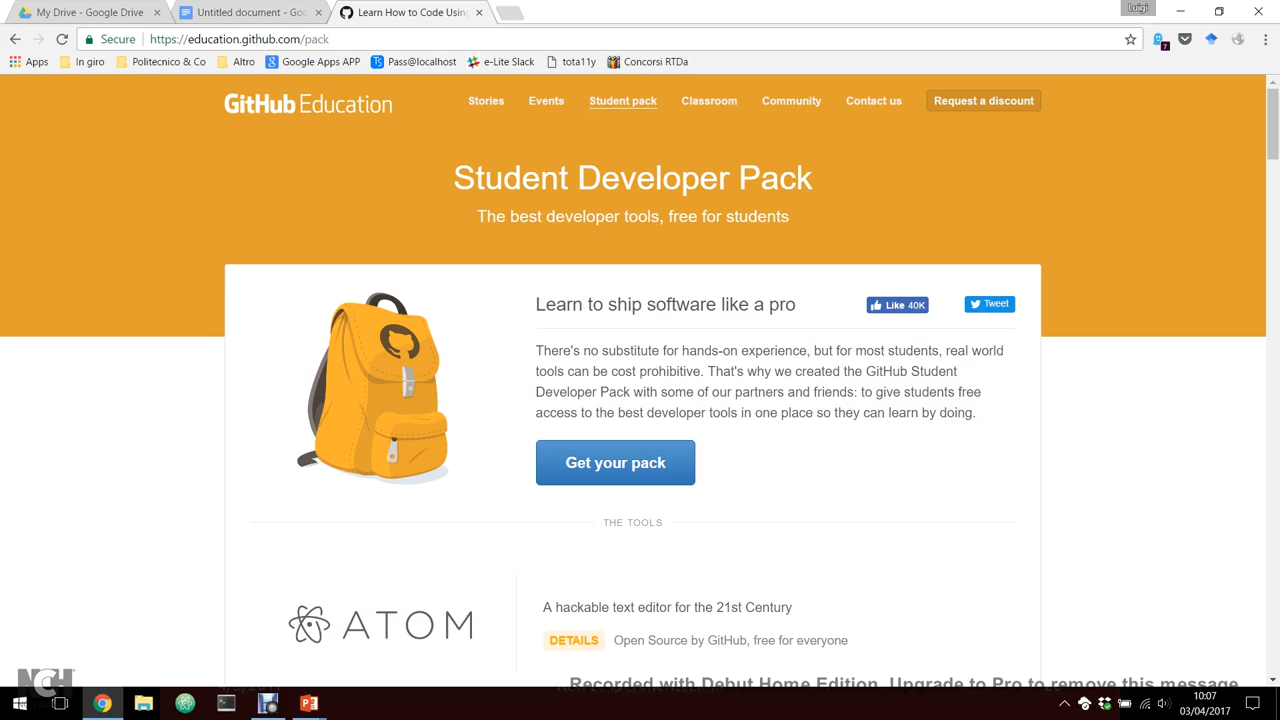 My Drive - Google Drive
Untitled document - Goo
Learn How to Code Usin
Luigi
Secure
https://education.github.com/pack
7
Apps
In giro
Politecnico & Co
Altro
Google Apps APP
Pass@localhost
e-Lite Slack
tota11y
Concorsi RTDa
GitHub Education
Stories
Events
Student pack
Classroom
Community
Contact us
Request a discount
Student Developer Pack
The best developer tools, free for students
Learn to ship software like a pro
Like 40K
Tweet
There's no substitute for hands-on experience, but for most students, real world
tools can be cost prohibitive. That's why we created the GitHub Student
Developer Pack with some of our partners and friends: to give students free
access to the best developer tools in one place so they can learn by doing.
Get your pack
THE TOOLS
ATOM
A hackable text editor for the 21st Century
DETAILS Open Source by GitHub, free for everyone
NCH
Recorded with Debut Home Edition. Upgrade to Pro to remove this message
10:07
03/04/2017